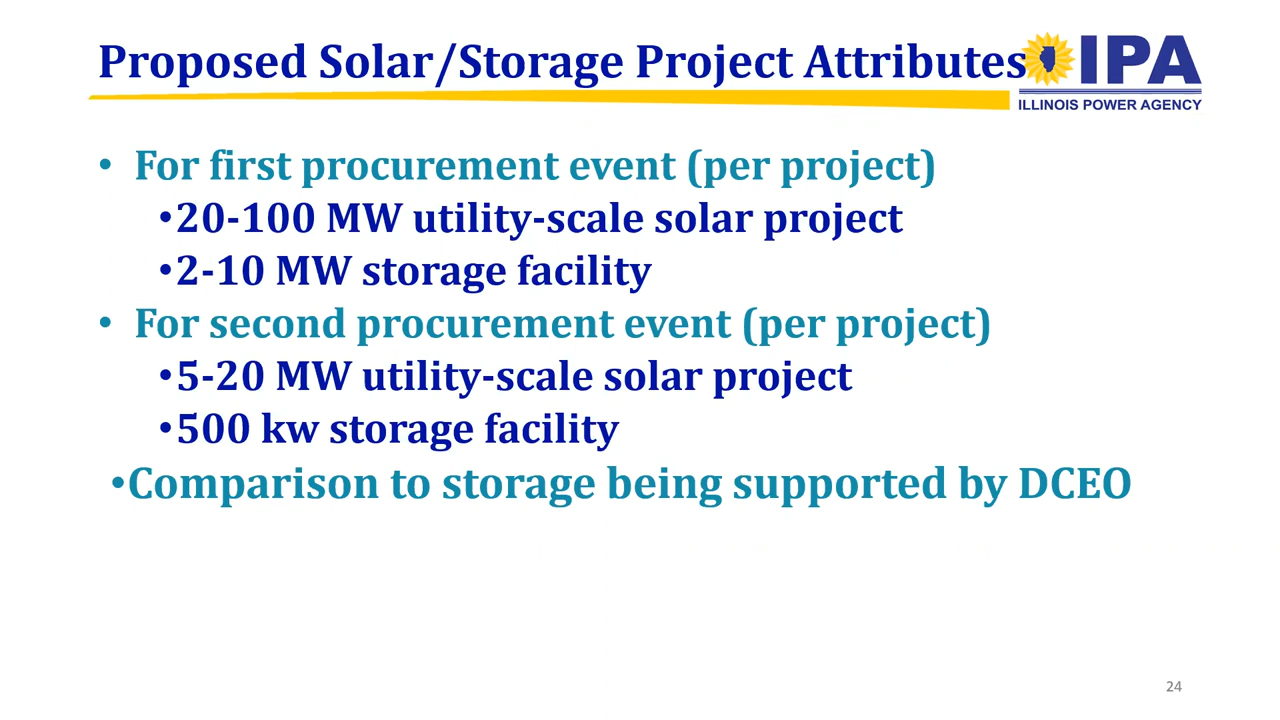 Proposed Solar/Storage Project Attributes
IPA
ILLINOIS POWER AGENCY
• For first procurement event (per project)
•20-100 MW utility-scale solar project
•2-10 MW storage facility
• For second procurement event (per project)
•5-20 MW utility-scale solar project
•500 kw storage facility
•Comparison to storage being supported by DCEO
24